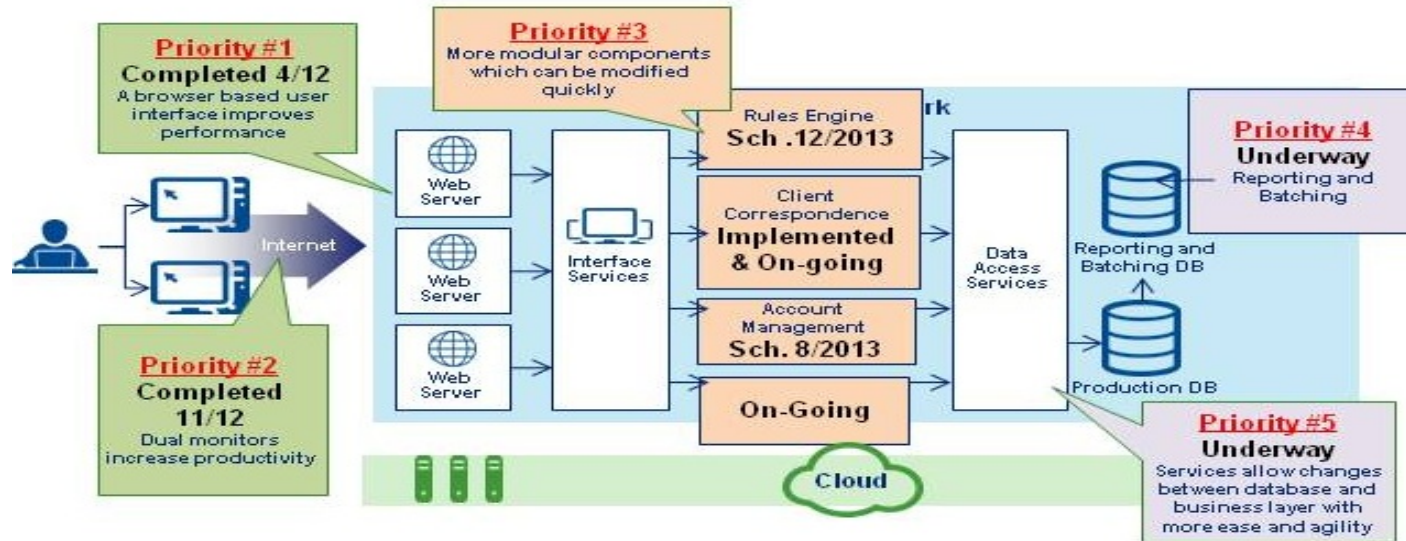 Priority #1
Completed 4/12
A browser based user
interface improves
performance
Priority #3
More modular components
which can be modified
quickly
Priority #4
Underway
Reporting and
Batching
Internet
Priority #2
Completed
11/12
Dual monitors
increase productivity
Web
Server
Web
Server
Web
Server
Interface
Services
Rules Engine
Sch .12/2013
Client
Correspondence
Implemented
& On-going
Account
Management
Sch. 8/2013
On-Going
Data
Access
Services
Reporting and
Batching DB
Production DB
Priority #5
Underway
Services allow changes
between database and
business layer with
more ease and agility
Cloud